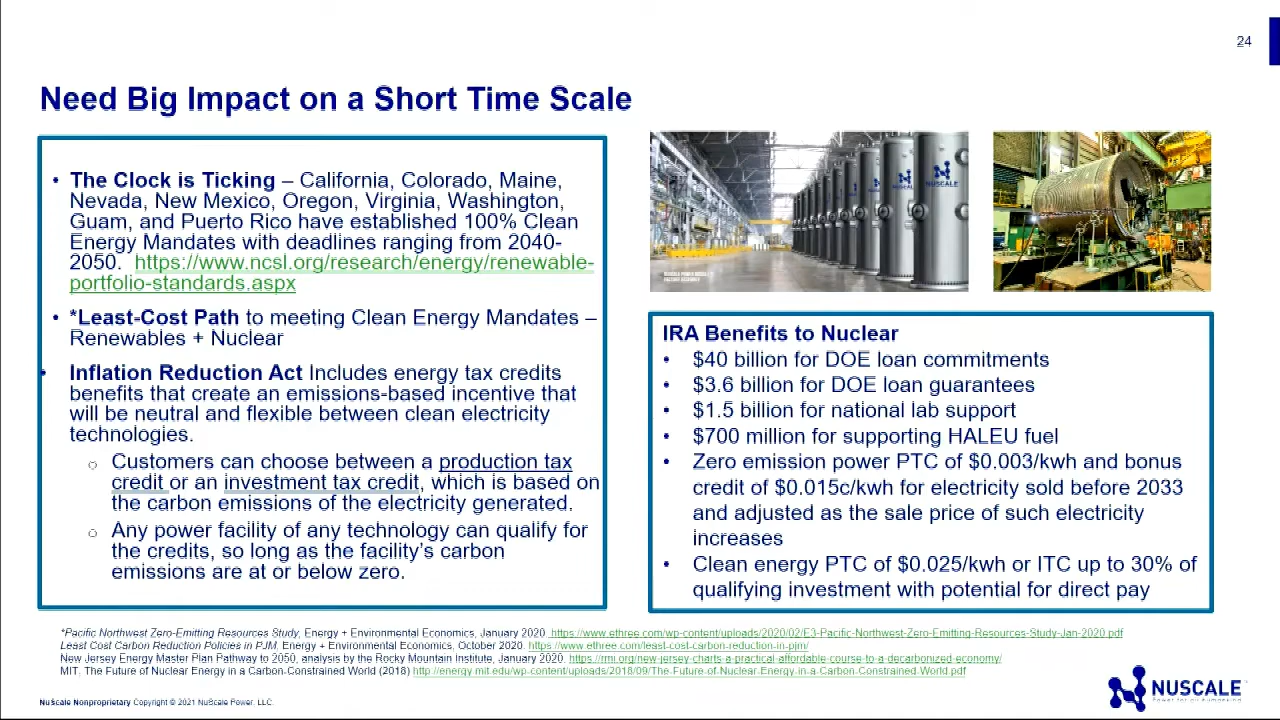 24
Need Big Impact on a Short Time Scale
• The Clock is Ticking – California, Colorado, Maine,
Nevada, New Mexico, Oregon, Virginia, Washington,
Guam, and Puerto Rico have established 100% Clean
Energy Mandates with deadlines ranging from 2040-
2050. https://www.ncsl.org/research/energy/renewable-
portfolio-standards.aspx
• *Least-Cost Path to meeting Clean Energy Mandates –
Renewables + Nuclear
• Inflation Reduction Act Includes energy tax credits
benefits that create an emissions-based incentive that
will be neutral and flexible between clean electricity
technologies.
○ Customers can choose between a production tax
credit or an investment tax credit, which is based on
the carbon emissions of the electricity generated.
○ Any power facility of any technology can qualify for
the credits, so long as the facility's carbon
emissions are at or below zero.
NUSCALE
NUSCALE
IRA Benefits to Nuclear
• $40 billion for DOE loan commitments
• $3.6 billion for DOE loan guarantees
• $1.5 billion for national lab support
• $700 million for supporting HALEU fuel
• Zero emission power PTC of $0.003/kwh and bonus
credit of $0.015c/kwh for electricity sold before 2033
and adjusted as the sale price of such electricity
increases
• Clean energy PTC of $0.025/kwh or ITC up to 30% of
qualifying investment with potential for direct pay
*Pacific Northwest Zero-Emitting Resources Study, Energy + Environmental Economics, January 2020. https://www.ethree.com/wp-content/uploads/2020/02/E3-Pacific-Northwest-Zero-Emitting-Resources-Study-Jan-2020.pdf
Least Cost Carbon Reduction Policies in PJM, Energy + Environmental Economics, October 2020. https://www.ethree.com/least-cost-carbon-reduction-in-pjm/
New Jersey Energy Master Plan Pathway to 2050, analysis by the Rocky Mountain Institute, January 2020. https://rmi.org/new-jersey-charts-a-practical-affordable-course-to-a-decarbonized-economy/
MIT, The Future of Nuclear Energy in a Carbon-Constrained World (2018) http://energy.mit.edu/wp-content/uploads/2018/09/The-Future-of-Nuclear-Energy-in-a-Carbon-Constrained-World.pdf
NuScale Nonproprietary Copyright © 2021 NuScale Power, LLC.
NUSCALE
Power for all humankind